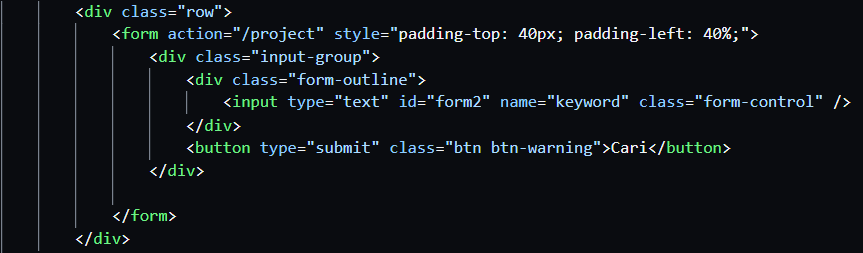 <div class="row">
<form action="/project" style="padding-top: 40px; padding-left: 40%;">
<div class="input-group">
<div class="form-outline">
<input type="text" id="form2" name="keyword" class="form-control" />
</div>
<button type="submit" class="btn btn-warning">Cari</button>
</div>
</form>
</div>